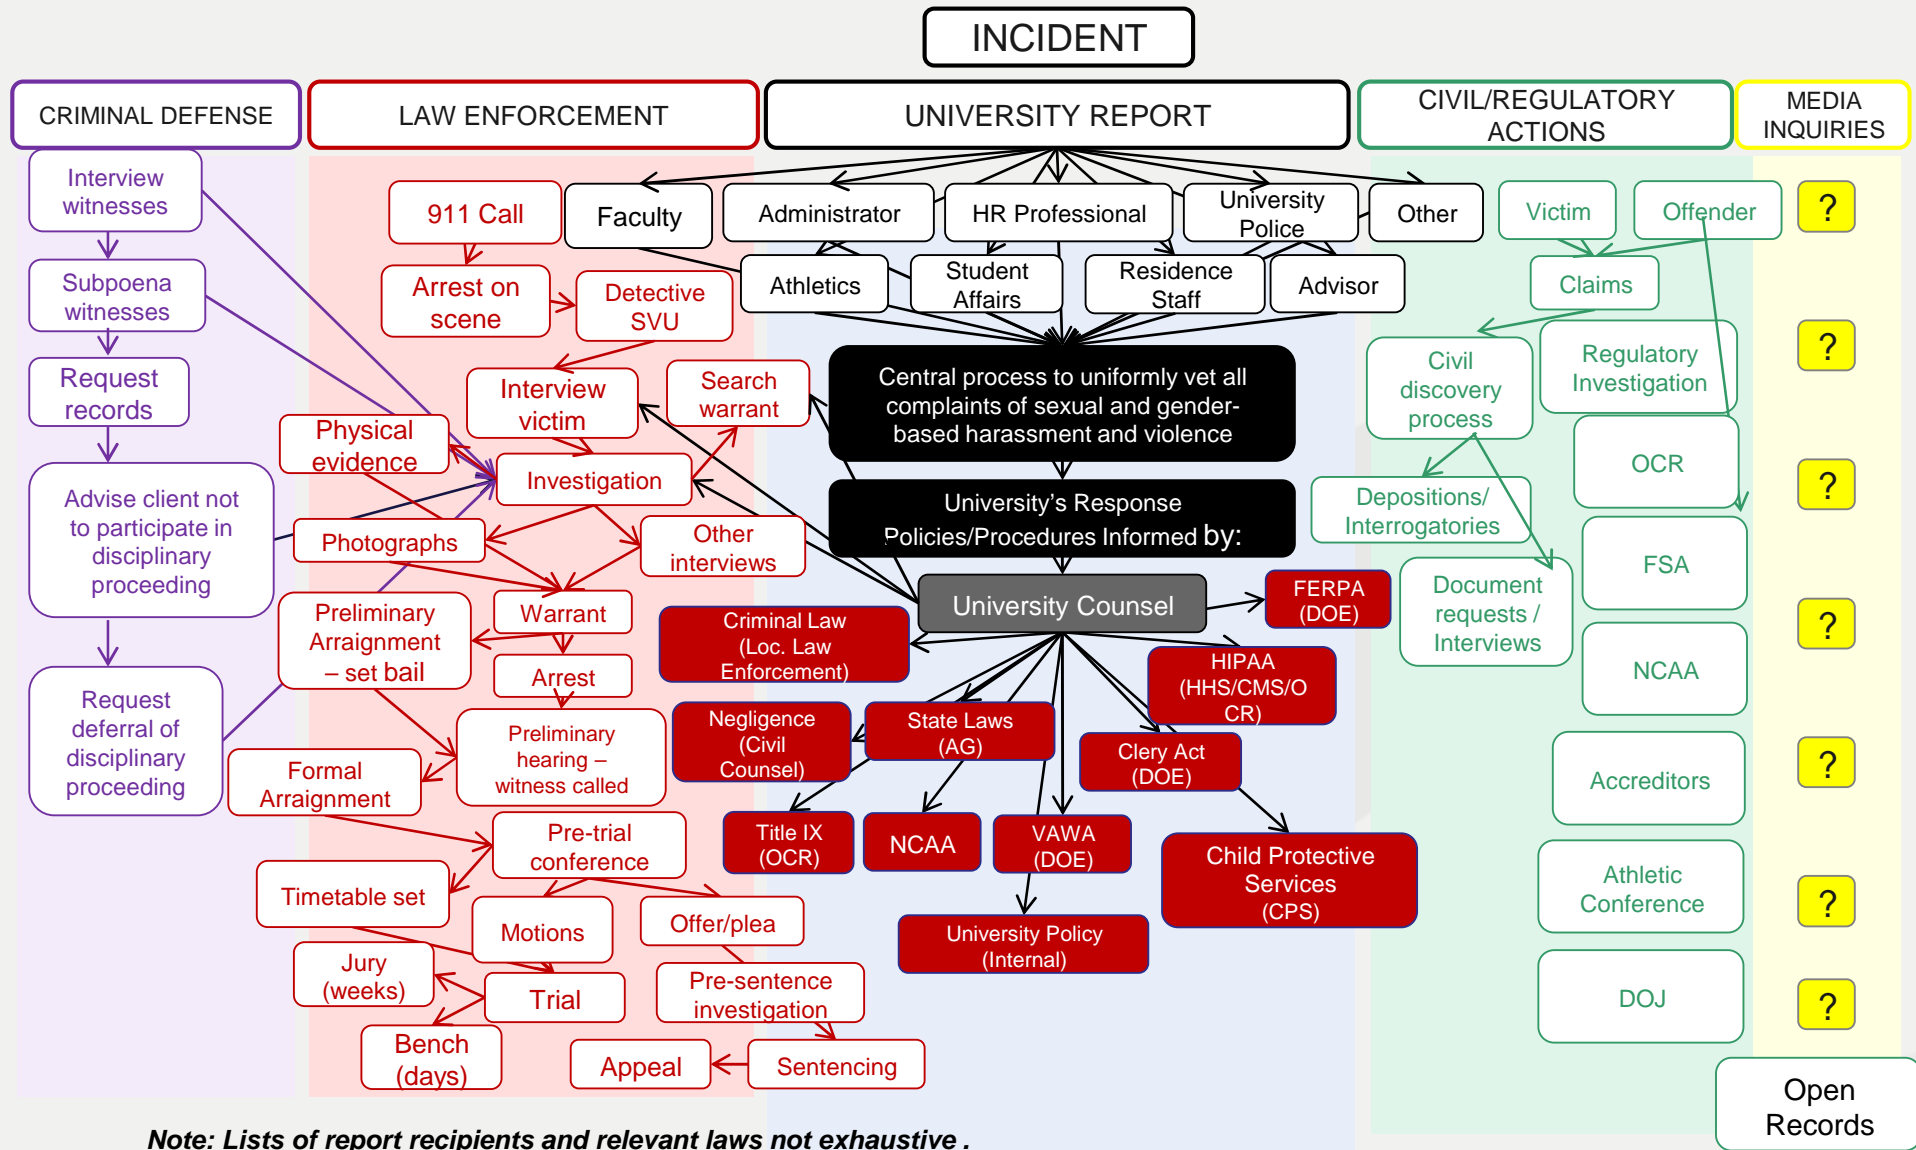 INCIDENT
CRIMINAL DEFENSE
LAW ENFORCEMENT
UNIVERSITY REPORT
CIVIL/REGULATORY
ACTIONS
MEDIA
INQUIRIES
Interview
witnesses
Subpoena
witnesses
Request
records
Advise client not
to participate in
disciplinary
proceeding
Request
deferral of
disciplinary
proceeding
911 Call
Arrest on
scene
Detective
SVU
Interview
victim
Search
warrant
Physical
evidence
Investigation
Photographs
Other
interviews
Warrant
Preliminary
Arraignment
– set bail
Arrest
Preliminary
hearing –
witness called
Formal
Arraignment
Pre-trial
conference
Timetable set
Motions
Offer/plea
Jury
(weeks)
Trial
Pre-sentence
investigation
Bench
(days)
Appeal
Sentencing
Faculty
Administrator
HR Professional
University
Police
Other
Athletics
Student
Affairs
Residence
Staff
Advisor
Central process to uniformly vet all
complaints of sexual and gender-
based harassment and violence
University's Response
Policies/Procedures Informed by:
University Counsel
FERPA
(DOE)
Criminal Law
(Loc. Law
Enforcement)
HIPAA
(HHS/CMS/O
CR)
Negligence
(Civil
Counsel)
State Laws
(AG)
Clery Act
(DOE)
Title IX
(OCR)
NCAA
VAWA
(DOE)
Child Protective
Services
(CPS)
University Policy
(Internal)
Victim
Offender
Claims
Civil
discovery
process
Regulatory
Investigation
OCR
Depositions/
Interrogatories
FSA
Document
requests /
Interviews
NCAA
Accreditors
Athletic
Conference
DOJ
?
?
?
?
?
?
?
Open
Records
Note: Lists of report recipients and relevant laws not exhaustive .